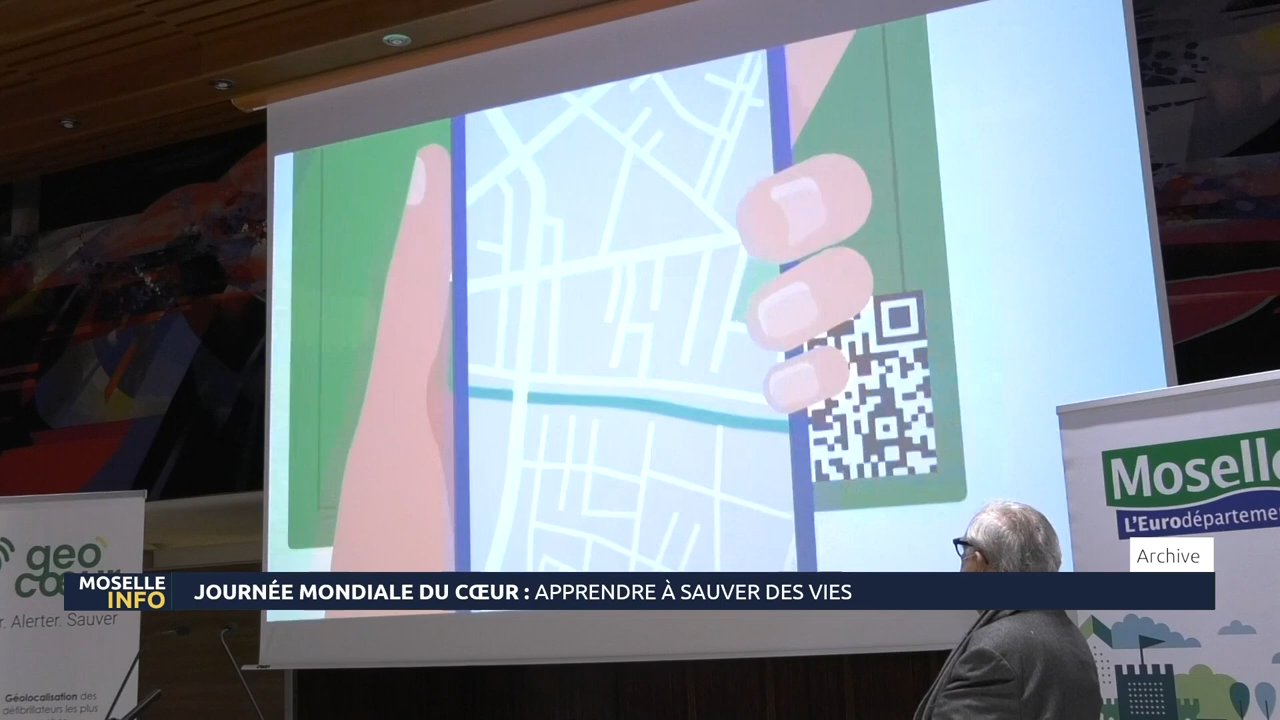 Moselle
L'Eurodépartement
geo
cœur
r. Alerter. Sauver
Géolocalisation des
défibrillateurs les plus
Archive
MOSELLE
INFO
JOURNÉE MONDIALE DU CŒUR : APPRENDRE À SAUVER DES VIES